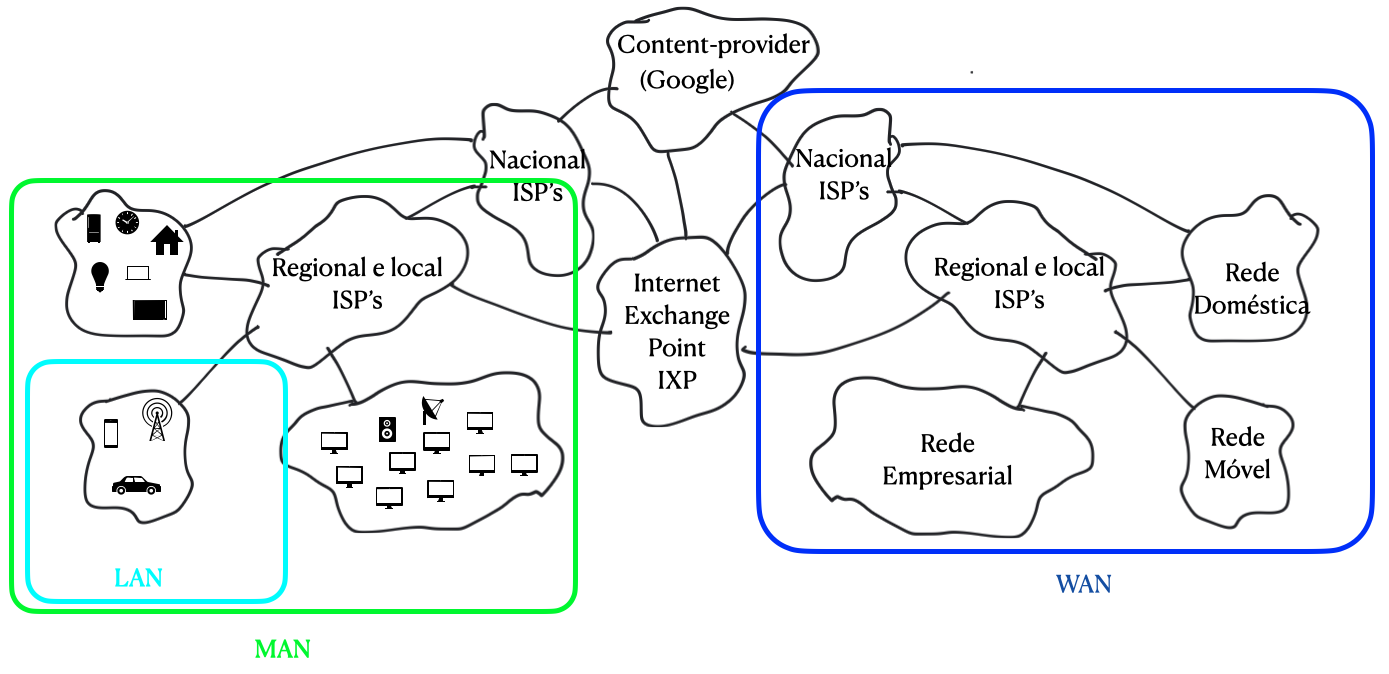 Content-provider
(Google)
Nacional
ISP's
Nacional
ISP's
Regional e local
ISP's
Internet
Exchange
Point
IXP
Regional e local
ISP's
Rede
Doméstica
Rede
Empresarial
Rede
Móvel
LAN
WAN
MAN